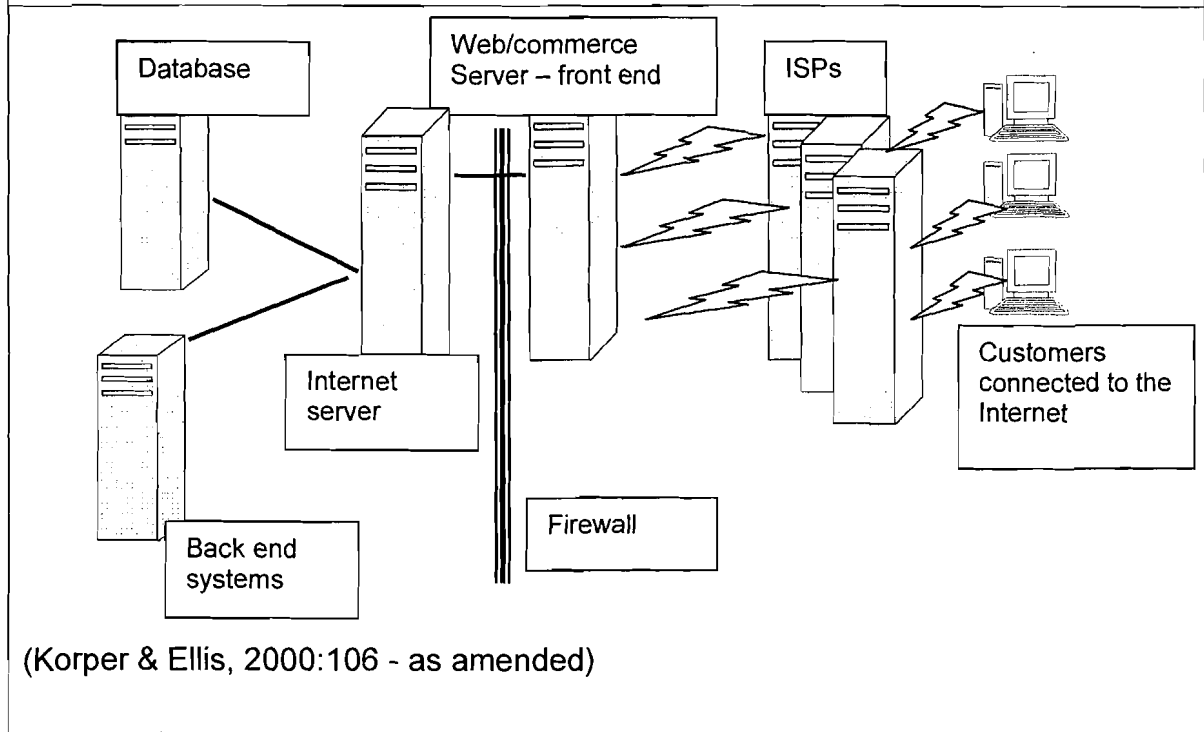 Database
Web/commerce
Server – front end
ISPs
Internet
server
Customers
connected to the
Internet
Firewall
Back end
systems
(Korper & Ellis, 2000:106 - as amended)